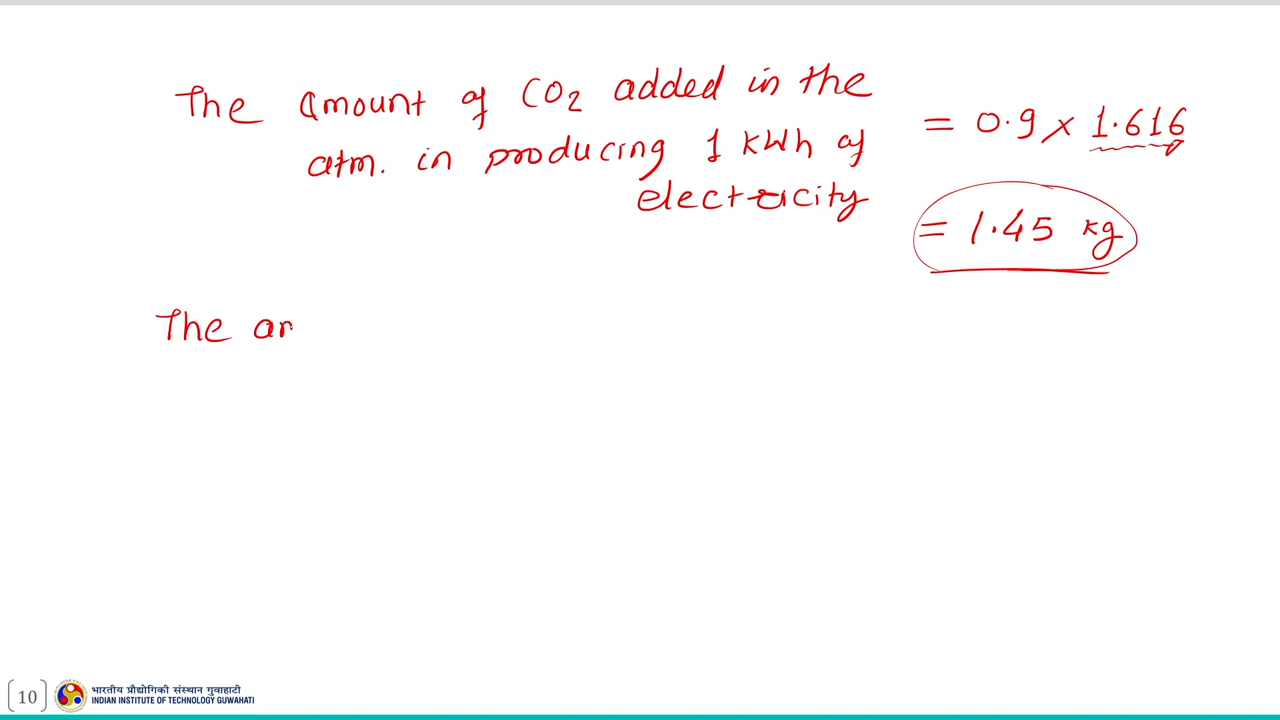 The amount of CO2 added in the
atm. in producing 1 kWh of
electricity
= 0.9 x 1.616
= 1.45 kg
The an
10
भारतीय प्रौद्योगिकी संस्थान गुवाहाटी
INDIAN INSTITUTE OF TECHNOLOGY GUWAHATI